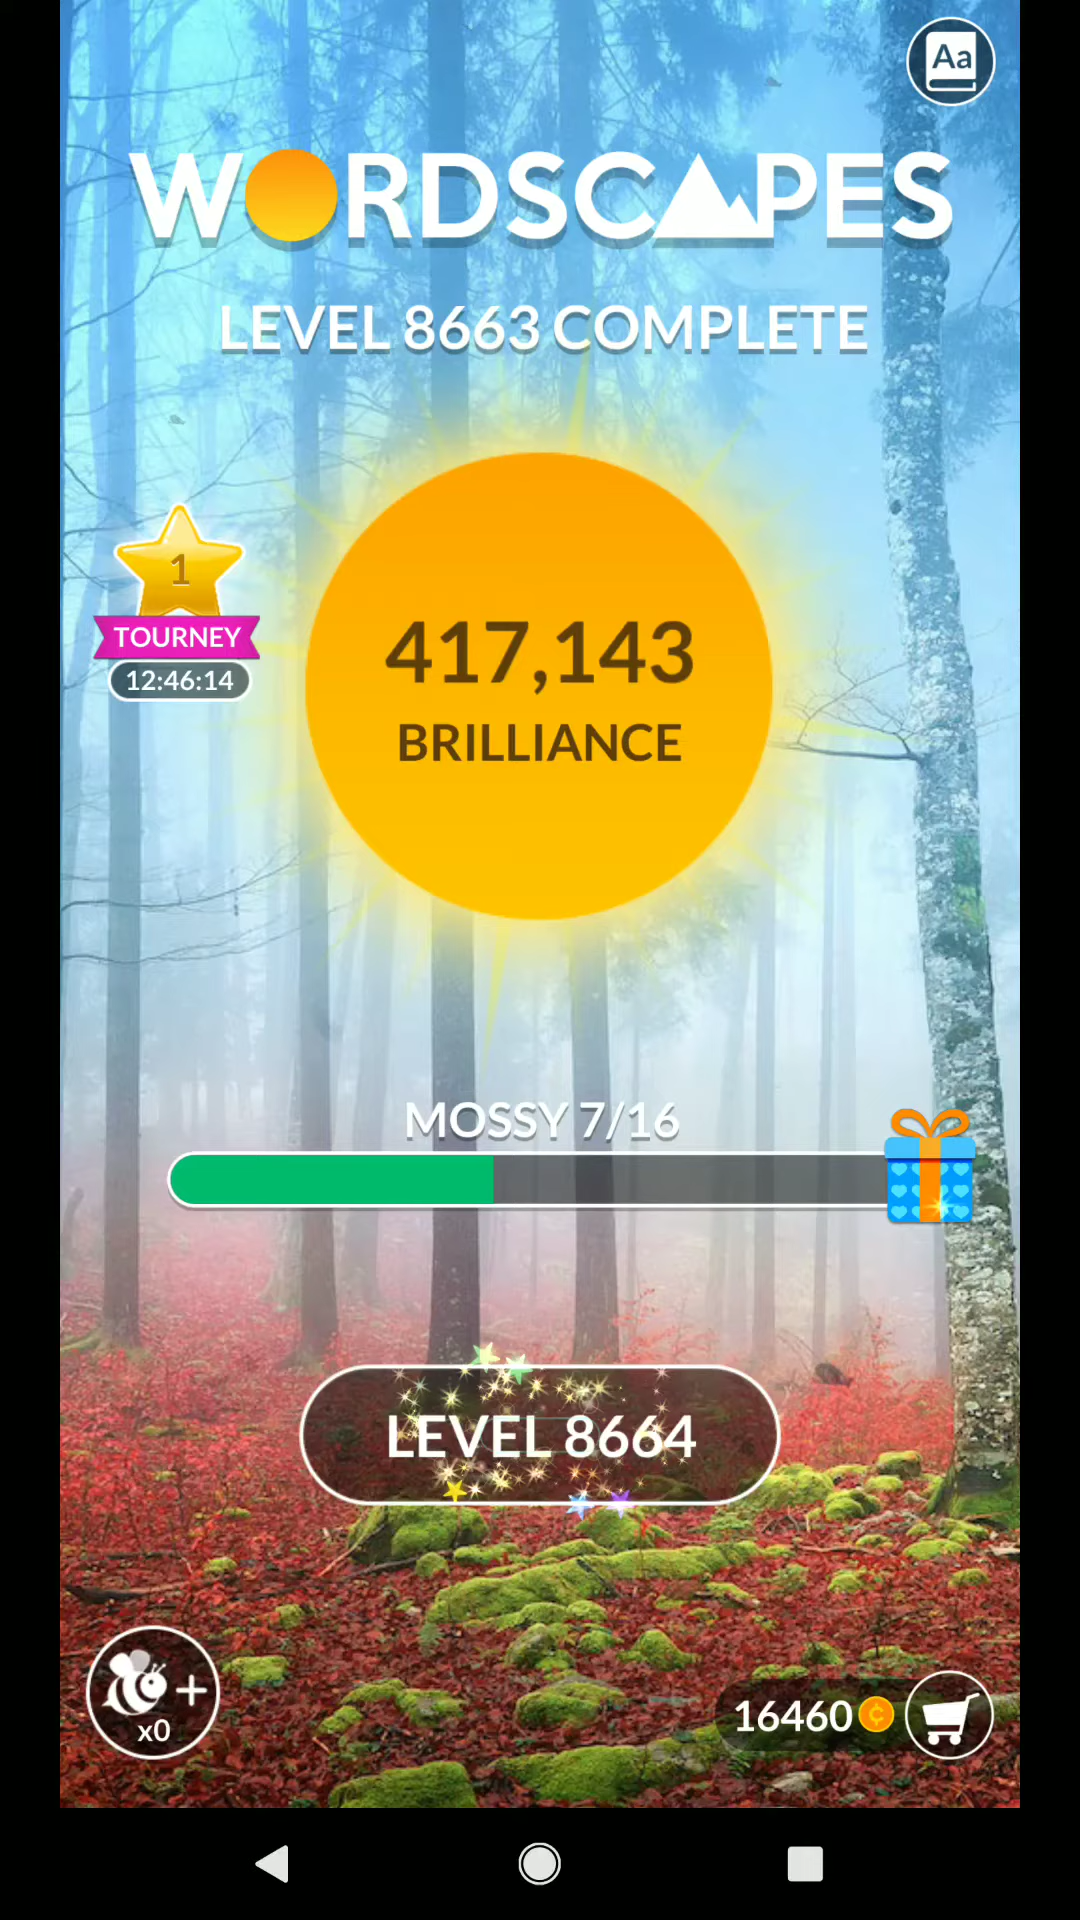 Aa
WORDSCAPES
LEVEL 8663 COMPLETE
1
TOURNEY
12:46:14
417,143
BRILLIANCE
MOSSY 7/16
LEVEL 8664
+
x0
16460